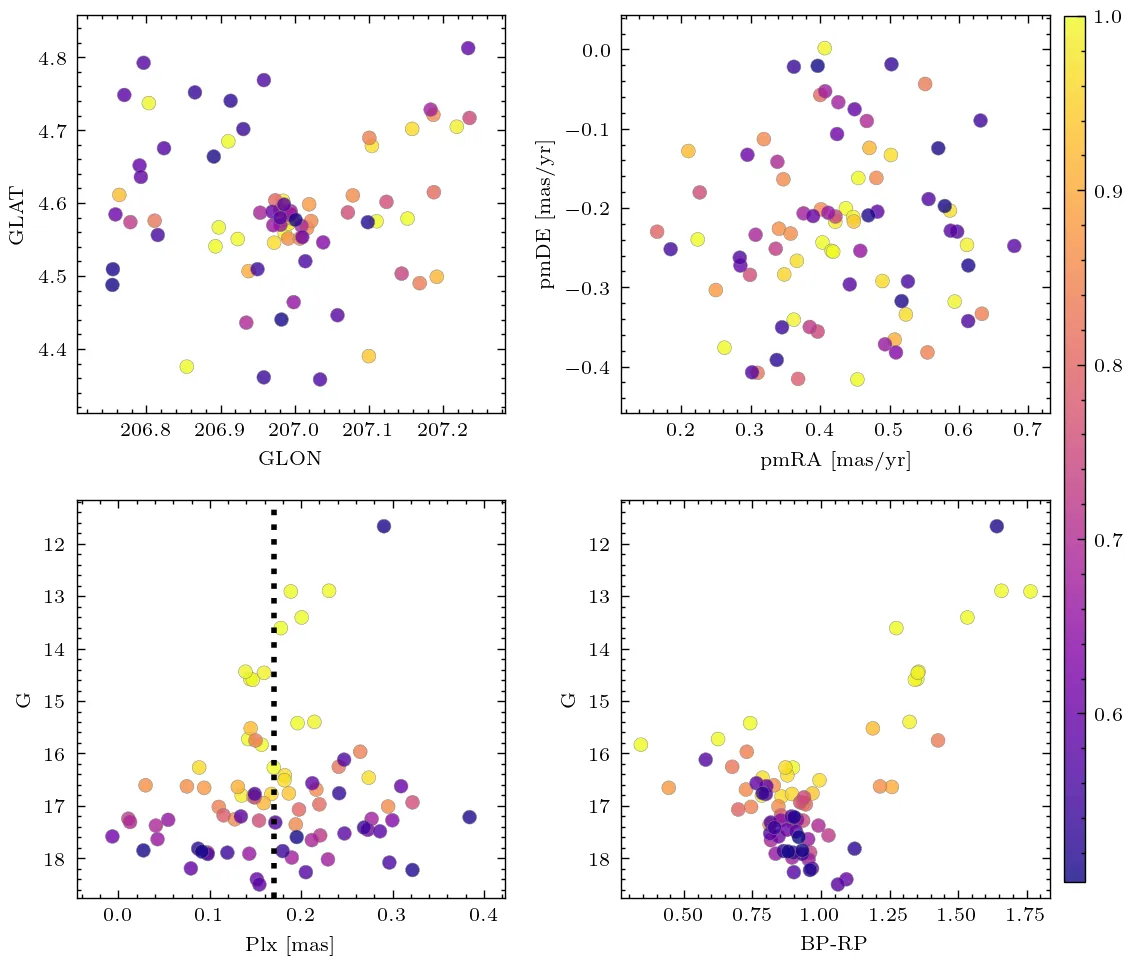 4.8
4.7
4.6
4.5
4.4
GLAT
206.8 206.9 207.0 207.1 207.2
GLON
0.0
−0.1
−0.2
−0.3
−0.4
pmDE [mas/yr]
0.2 0.3 0.4 0.5 0.6 0.7
pmRA [mas/yr]
1.0
0.9
0.8
0.7
0.6
12
13
14
15
16
17
18
G
0.0 0.1 0.2 0.3 0.4
Plx [mas]
12
13
14
15
16
17
18
G
0.50 0.75 1.00 1.25 1.50 1.75
BP-RP